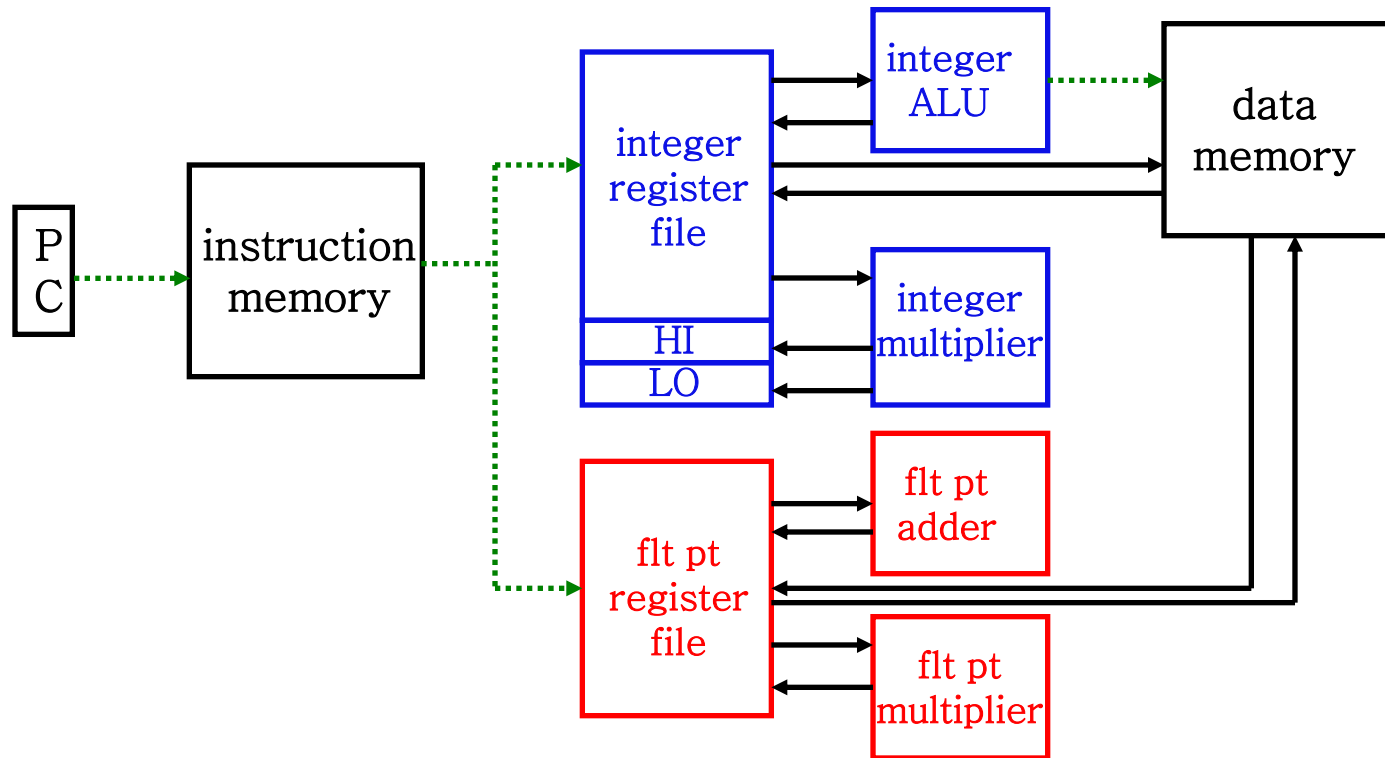 P
C
instruction
memory
integer
register
file
HI
LO
integer
ALU
data
memory
integer
multiplier
flt pt
register
file
flt pt
adder
flt pt
multiplier